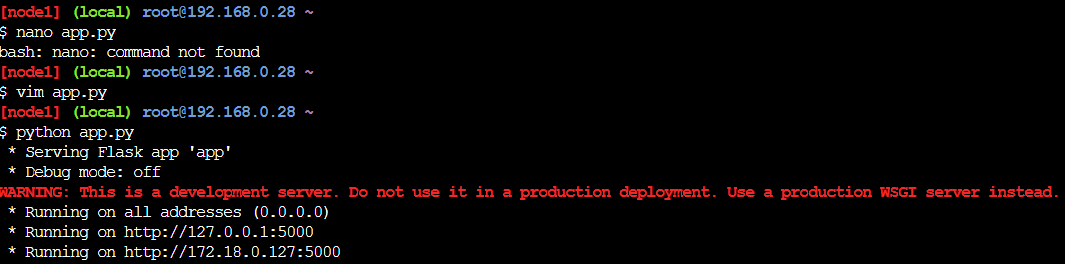 [node1] (local) root@192.168.0.28 ~
$ nano app.py
bash: nano: command not found
[node1] (local) root@192.168.0.28 ~
$ vim app.py
[node1] (local) root@192.168.0.28 ~
$ python app.py
 * Serving Flask app 'app'
 * Debug mode: off
WARNING: This is a development server. Do not use it in a production deployment. Use a production WSGI server instead.
 * Running on all addresses (0.0.0.0)
 * Running on http://127.0.0.1:5000
 * Running on http://172.18.0.127:5000